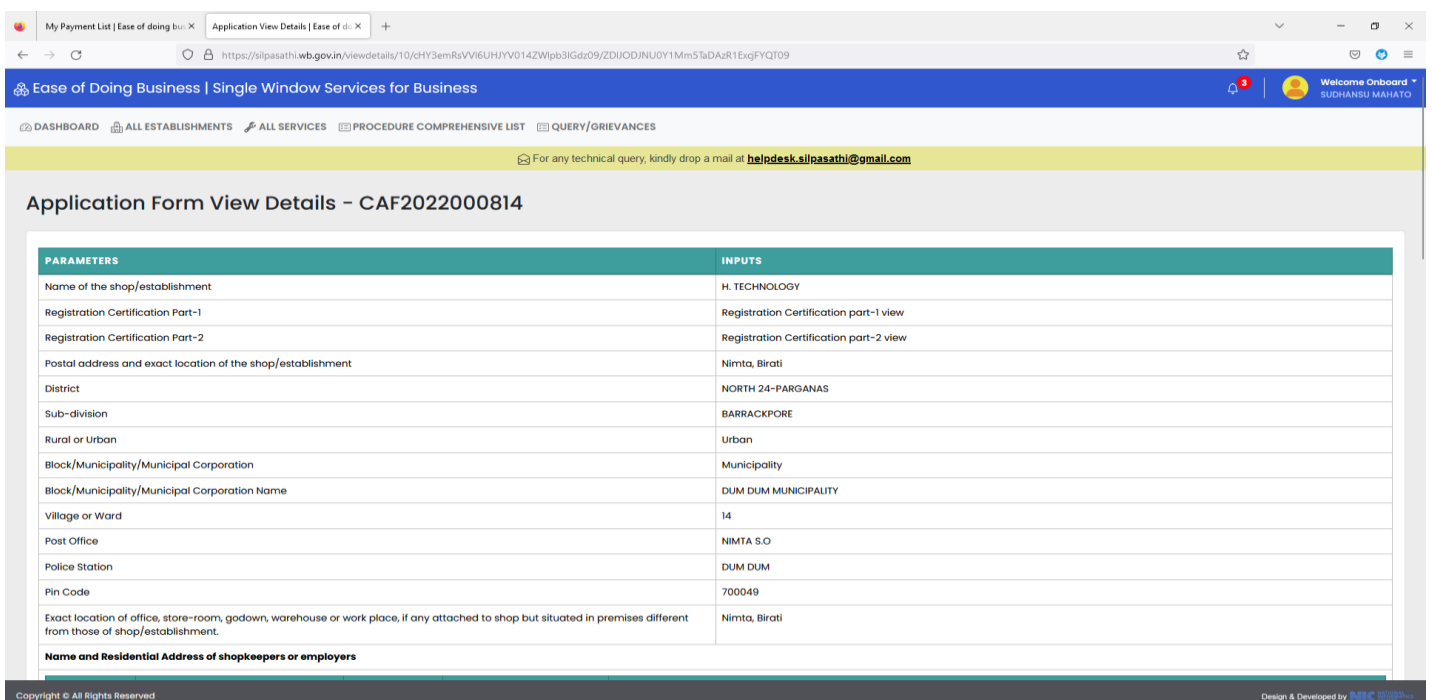 My Payment List | Ease of doing bu
Application View Details | Ease of do
https://silpasathi.wb.gov.in/viewdetails/10/cHY3emRsVVI6UHJYV014ZWlpb3lGdz09/ZDlJODJNU0Y1Mm5TaDAzR1ExcjFYQT09
Ease of Doing Business | Single Window Services for Business
3
Welcome Onboard
SUDHANSU MAHATO
DASHBOARD ALL ESTABLISHMENTS ALL SERVICES PROCEDURE COMPREHENSIVE LIST QUERY/GRIEVANCES
For any technical query, kindly drop a mail at helpdesk.silpasathi@gmail.com
Application Form View Details - CAF2022000814
PARAMETERS INPUTS
Name of the shop/establishment H. TECHNOLOGY
Registration Certification Part-1 Registration Certification part-1 view
Registration Certification Part-2 Registration Certification part-2 view
Postal address and exact location of the shop/establishment Nimta, Birati
District NORTH 24-PARGANAS
Sub-division BARRACKPORE
Rural or Urban Urban
Block/Municipality/Municipal Corporation Municipality
Block/Municipality/Municipal Corporation Name DUM DUM MUNICIPALITY
Village or Ward 14
Post Office NIMTA S.O
Police Station DUM DUM
Pin Code 700049
Exact location of office, store-room, godown, warehouse or work place, if any attached to shop but situated in premises different Nimta, Birati
from those of shop/establishment.
Name and Residential Address of shopkeepers or employers
Copyright © All Rights Reserved
Design & Developed by NIC